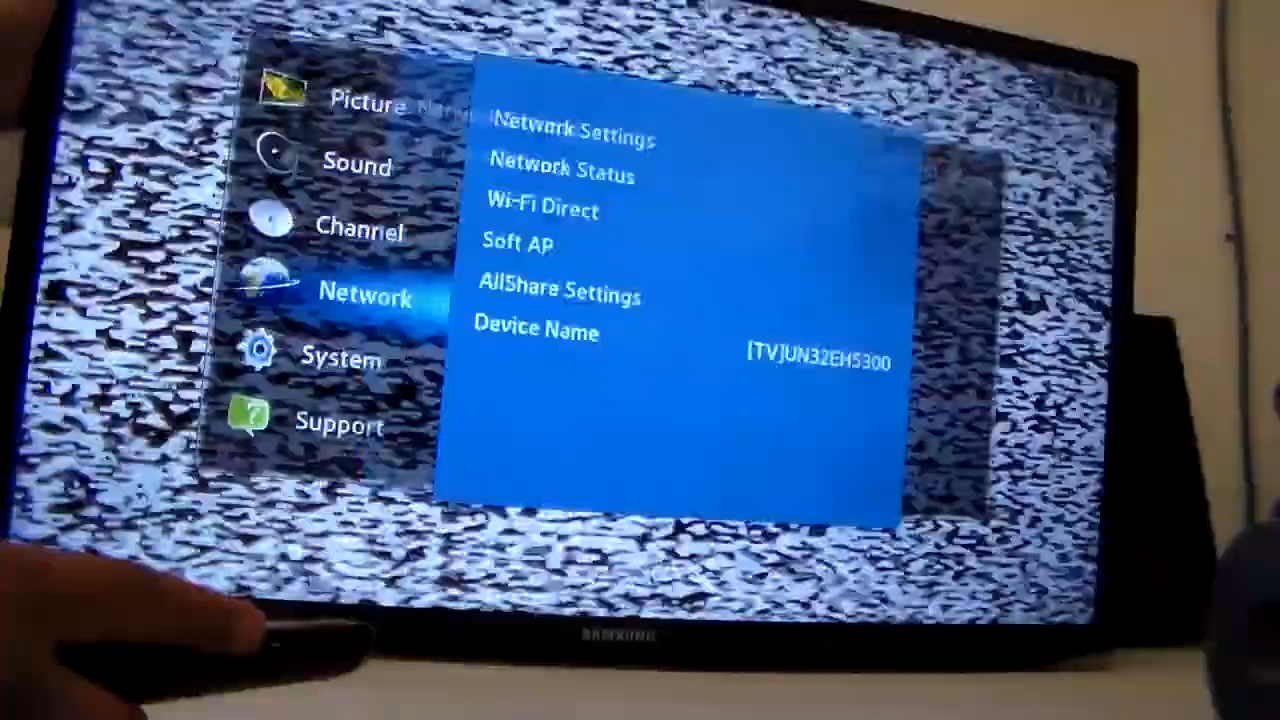 Picture
Sound
Channel
Network
System
Support
Network Settings
Network Status
Wi-Fi Direct
Soft AP
AllShare Settings
Device Name
[TV]UN32EH5300
SAMSUNG